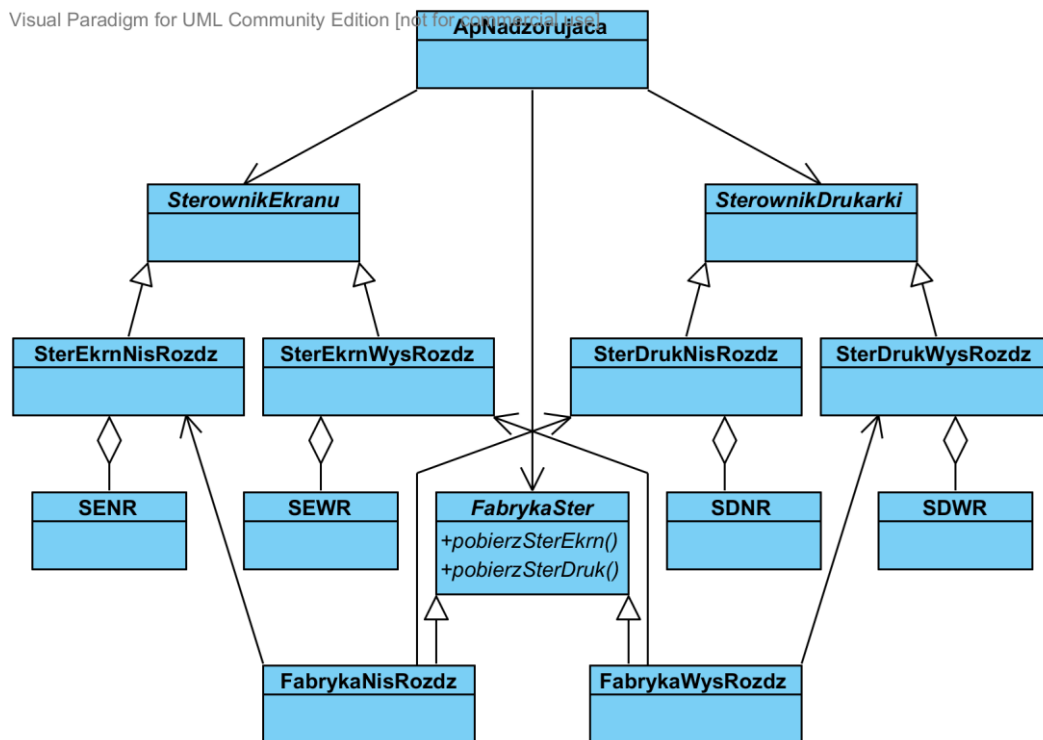 Visual Paradigm for UML Community Edition [not for commercial use]
ApNadzorujaca
SterownikEkranu
SterownikDrukarki
SterEkrnNisRozdz
SterEkrnWysRozdz
SterDrukNisRozdz
SterDrukWysRozdz
SENR
SEWR
FabrykaSter
+pobierzSterEkrn()
+pobierzSterDruk()
SDNR
SDWR
FabrykaNisRozdz
FabrykaWysRozdz